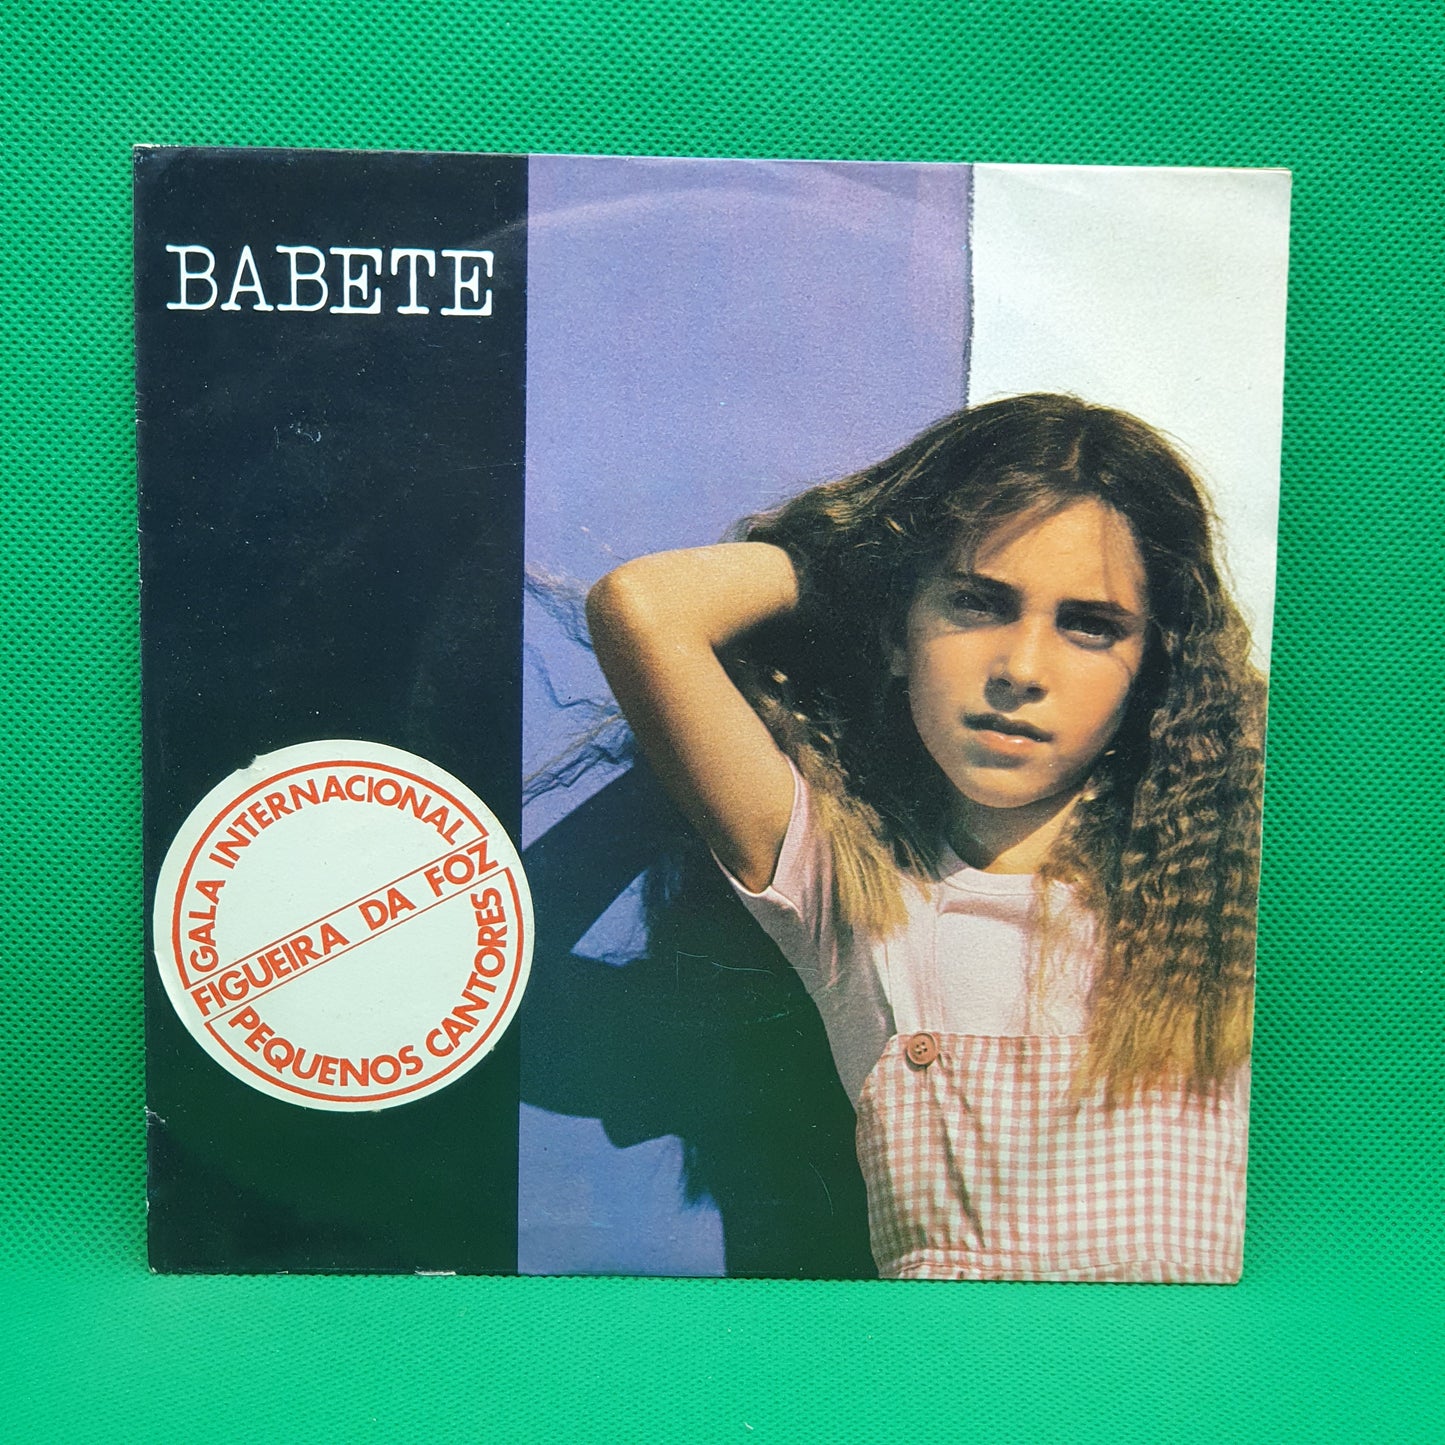 BABETE
GALA INTERNACIONAL
FIGUEIRA DA FOZ
PEQUENOS CANTORES